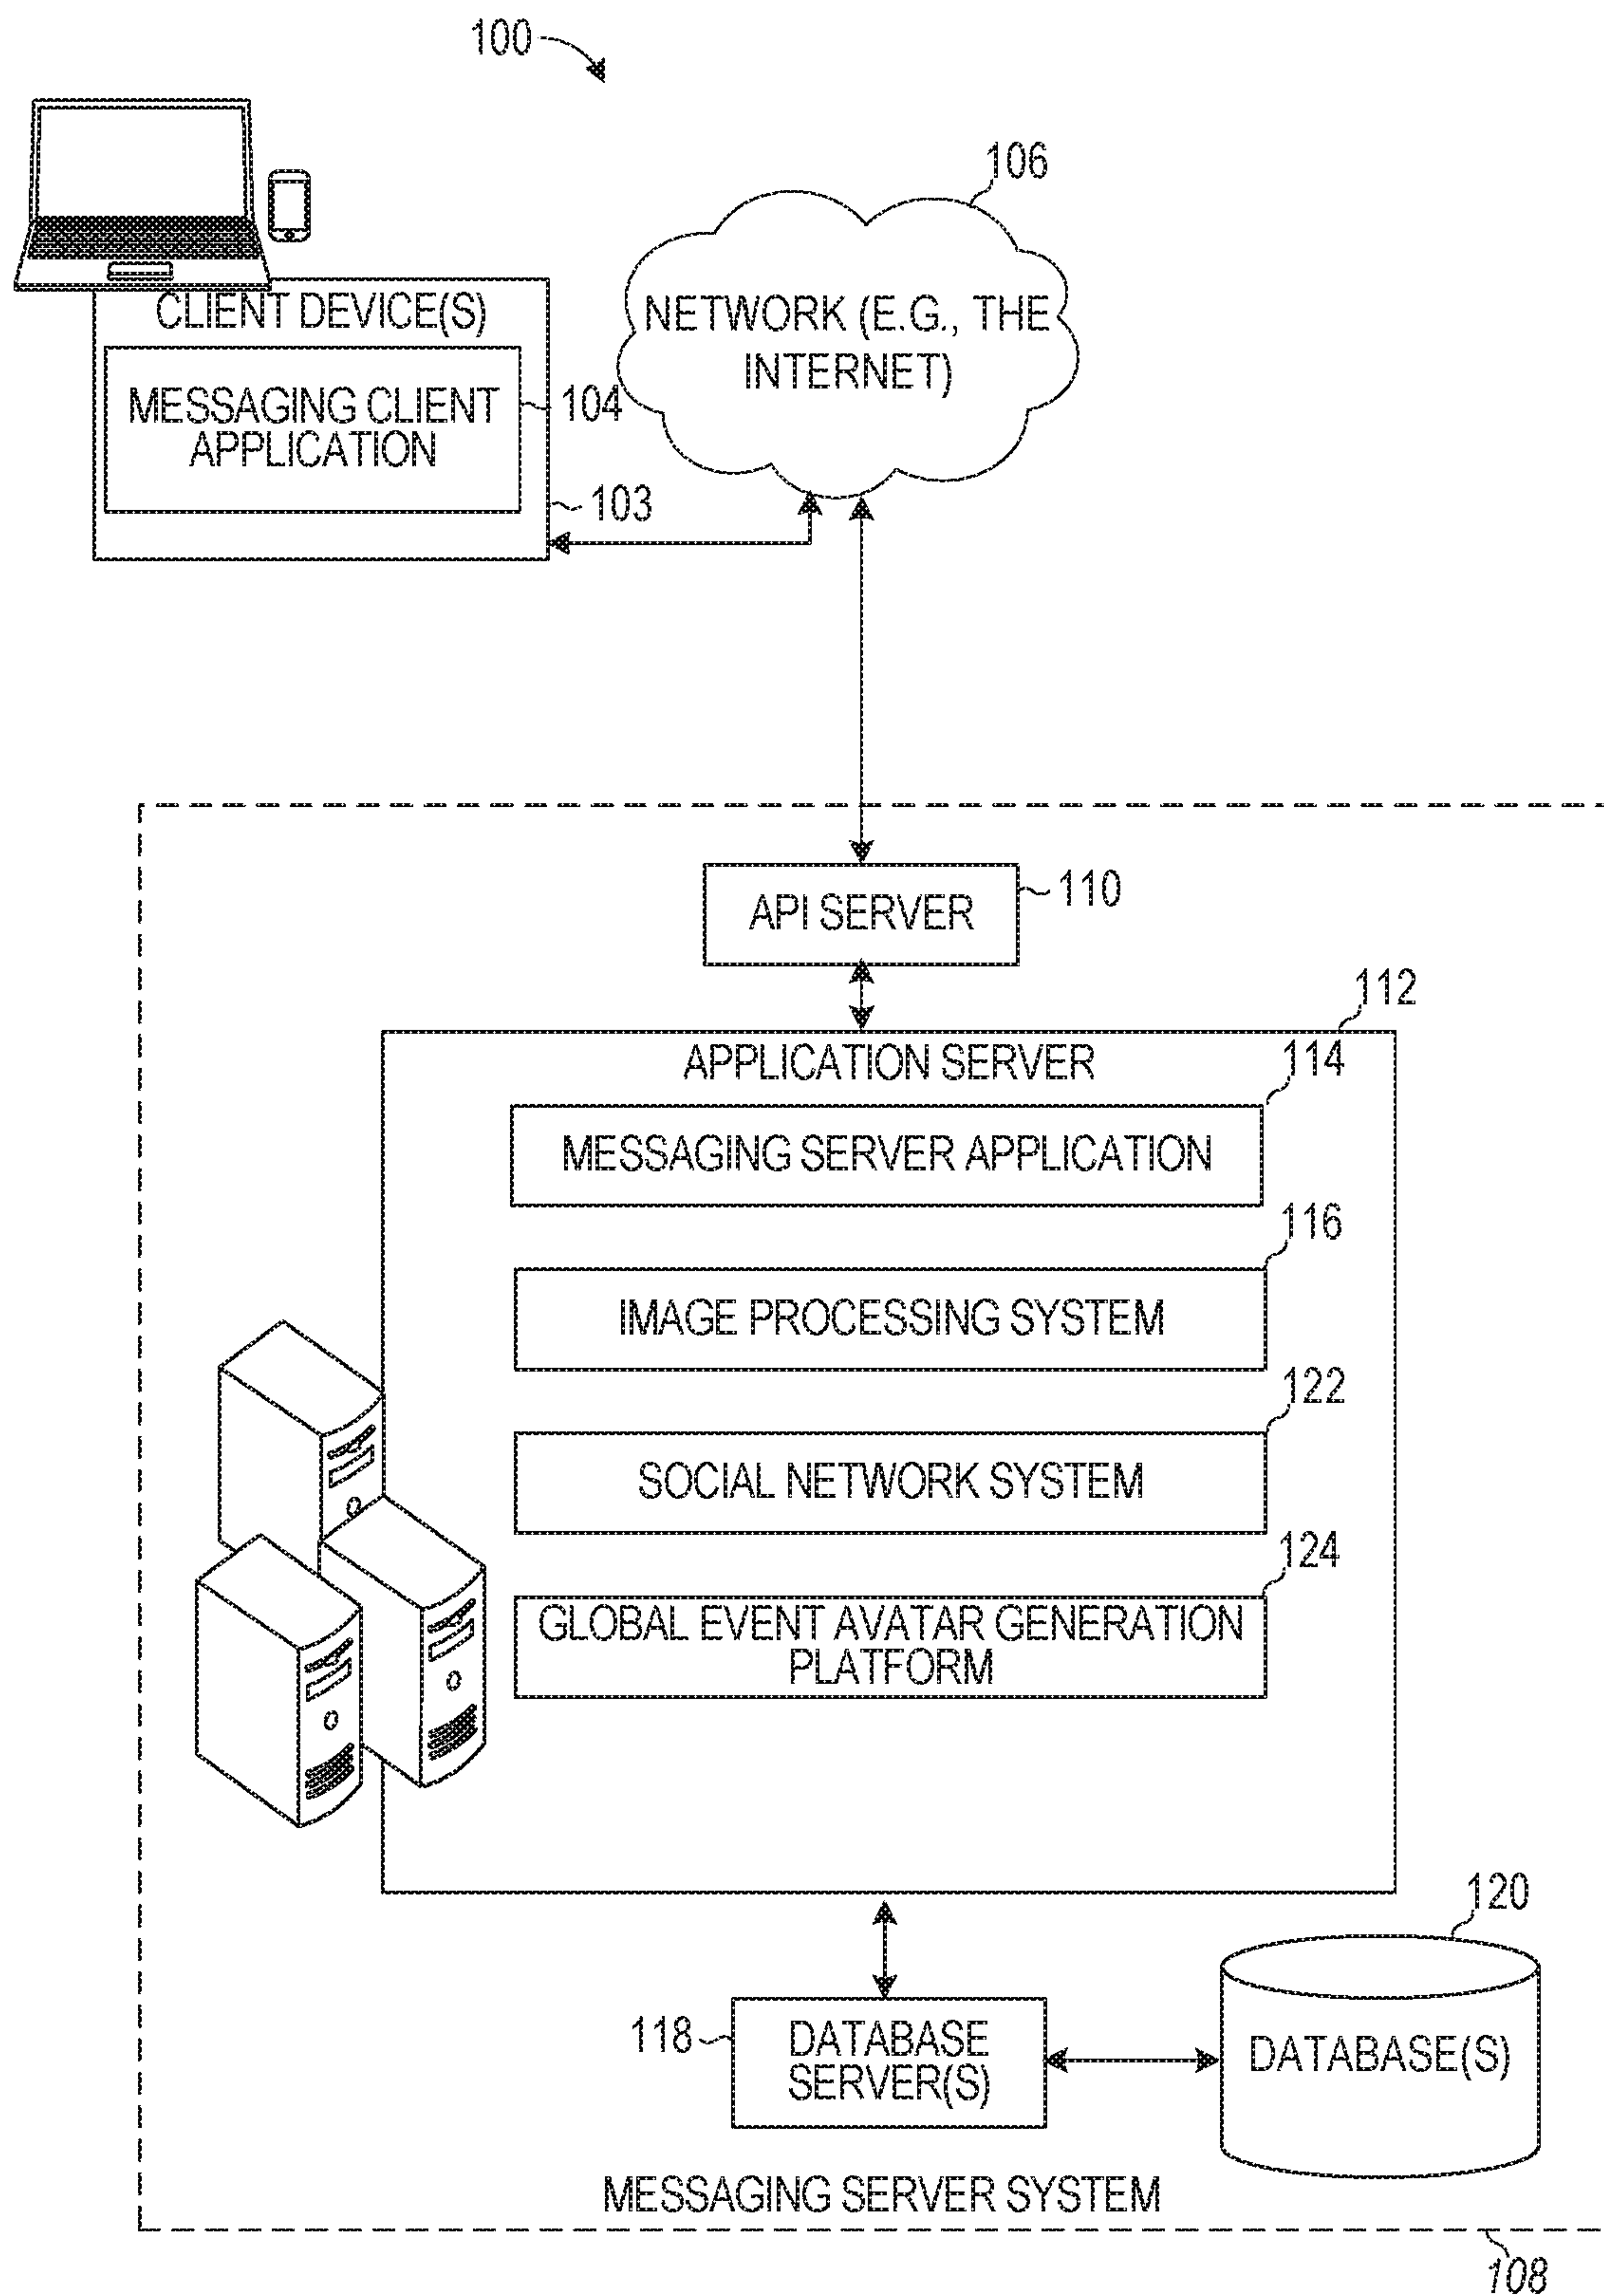 100
106
NETWORK (E.G., THE
INTERNET)
CLIENT DEVICE(S)
MESSAGING CLIENT
APPLICATION
104
103
API SERVER
110
112
APPLICATION SERVER
114
MESSAGING SERVER APPLICATION
116
IMAGE PROCESSING SYSTEM
122
SOCIAL NETWORK SYSTEM
124
GLOBAL EVENT AVATAR GENERATION
PLATFORM
120
118
DATABASE
SERVER(S)
DATABASE(S)
MESSAGING SERVER SYSTEM
108